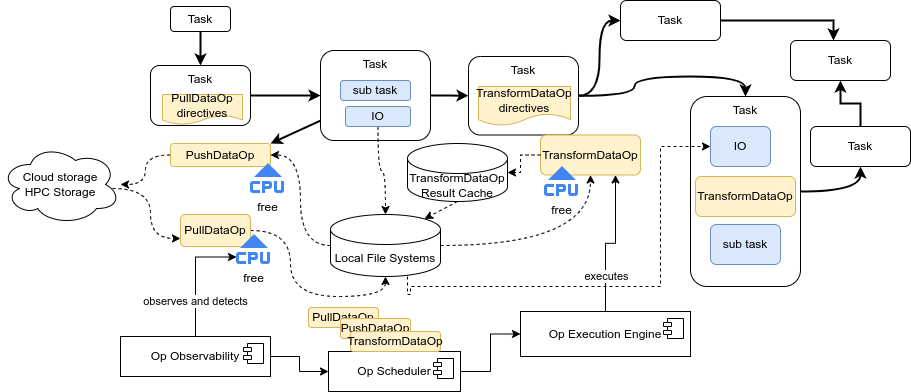 Task
Task
PullDataOp
directives
Task
sub task
IO
Task
TransformDataOp
directives
Task
Task
Task
IO
TransformDataOp
sub task
Task
Cloud storage
HPC Storage
PushDataOp
CPU
free
PullDataOp
CPU
free
TransformDataOp
Result Cache
TransformDataOp
CPU
free
Local File Systems
observes and detects
executes
PullDataOp
PushDataOp
TransformDataOp
Op Observability
Op Scheduler
Op Execution Engine